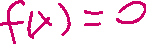 f(x) = 0